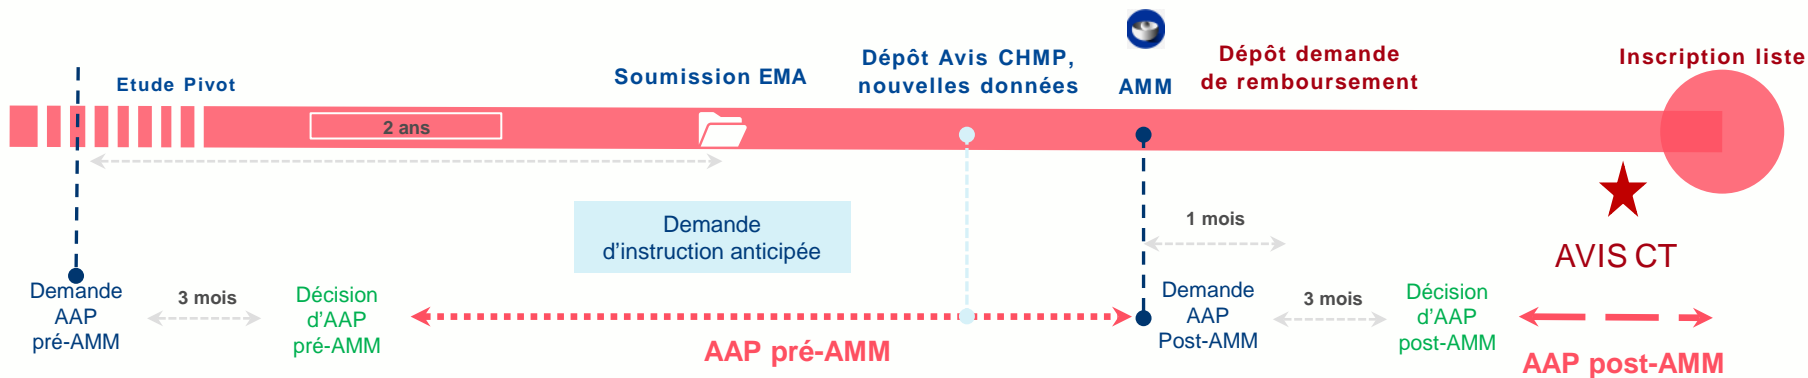 Etude Pivot
Soumission EMA
Dépôt Avis CHMP,
nouvelles données
AMM
Dépôt demande
de remboursement
Inscription liste
2 ans
Demande
d'instruction anticipée
1 mois
AVIS CT
Demande
AAP
pré-AMM
3 mois
Décision
d'AAP
pré-AMM
AAP pré-AMM
Demande
AAP
Post-AMM
3 mois
Décision
d'AAP
post-AMM
AAP post-AMM